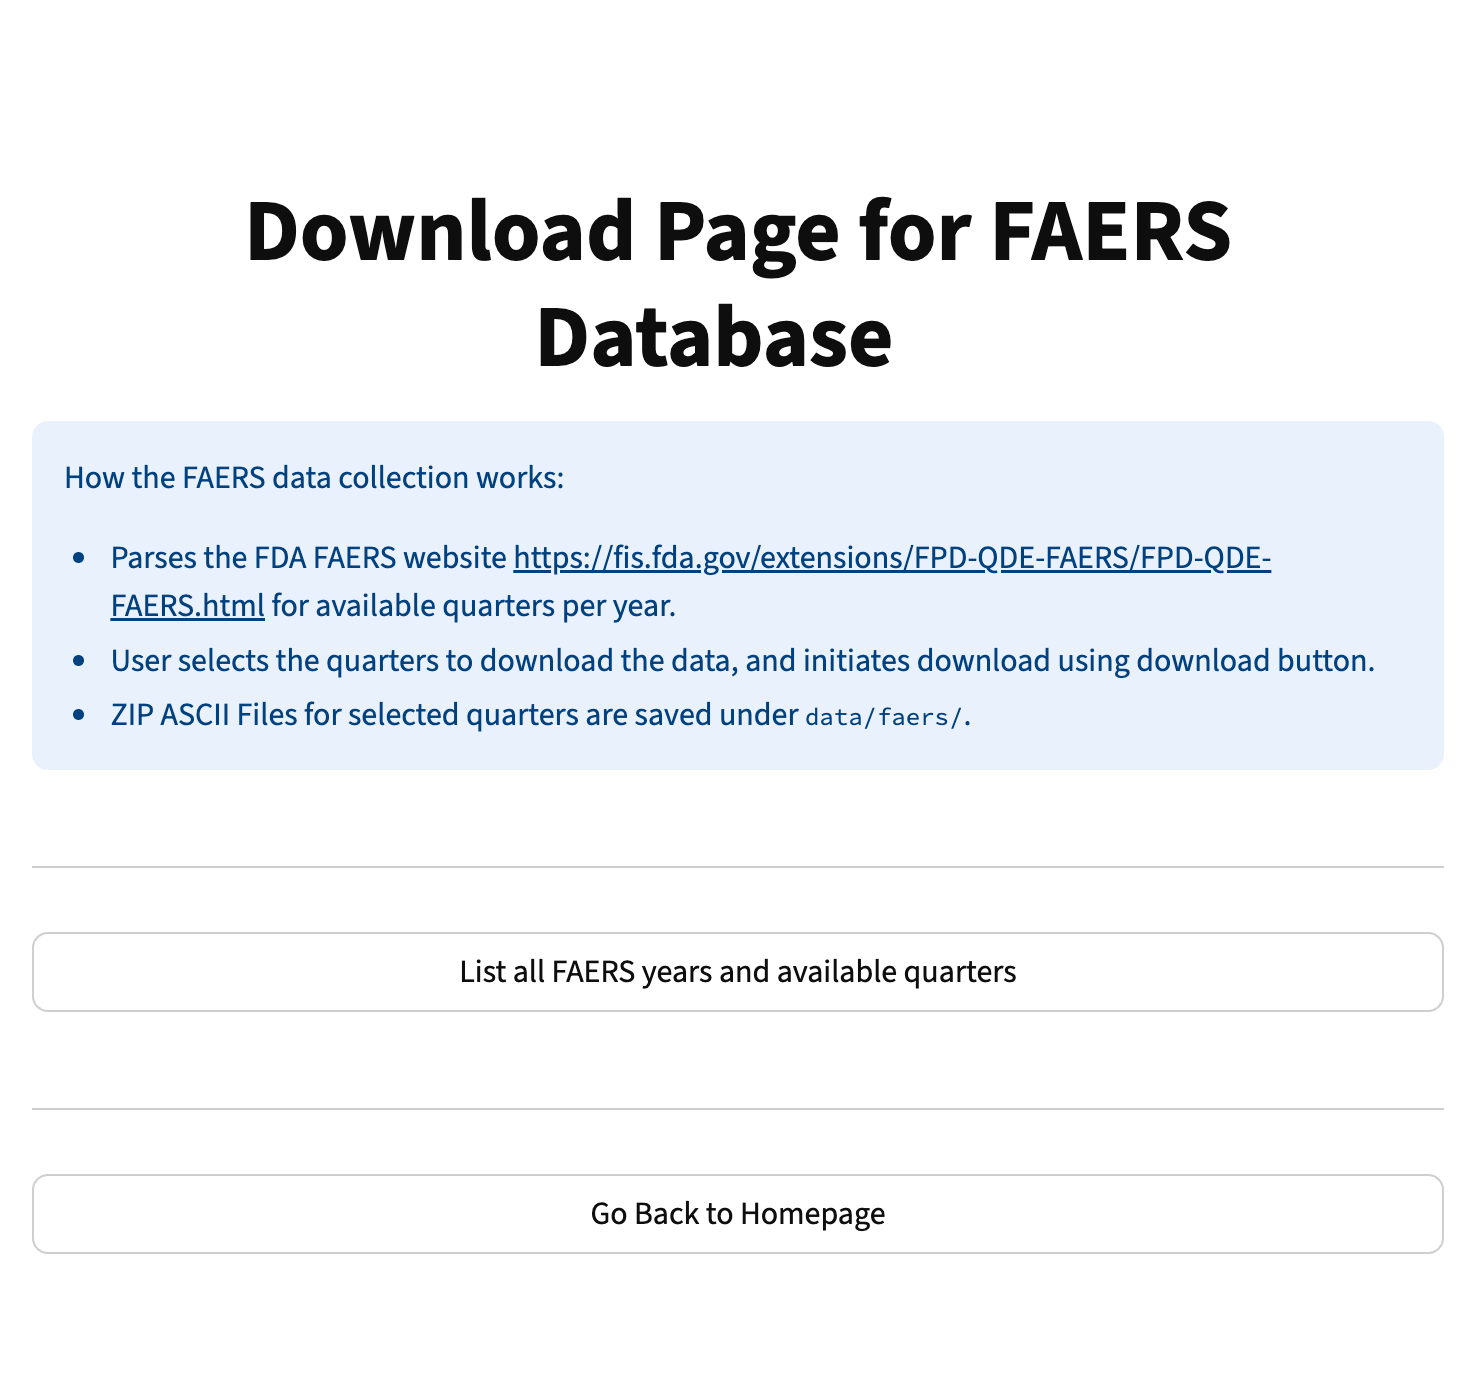 Download Page for FAERS
Database
How the FAERS data collection works:
• Parses the FDA FAERS website https://fis.fda.gov/extensions/FPD-QDE-FAERS/FPD-QDE-
FAERS.html for available quarters per year.
• User selects the quarters to download the data, and initiates download using download button.
• ZIP ASCII Files for selected quarters are saved under data/faers/.
List all FAERS years and available quarters
Go Back to Homepage